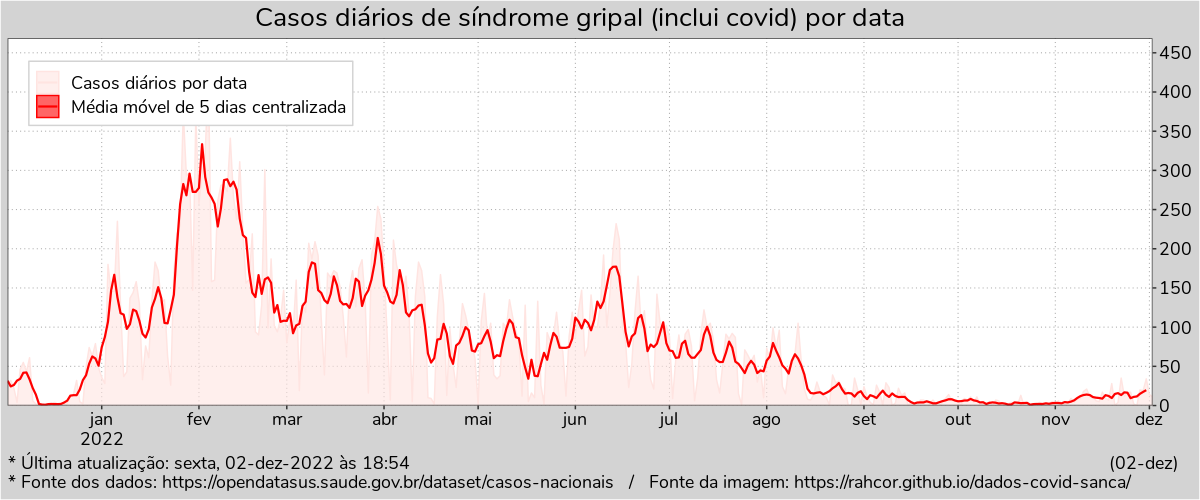 Casos diários de síndrome gripal (inclui covid) por data
Casos diários por data
Média móvel de 5 dias centralizada
450
400
350
300
250
200
150
100
50
0
jan fev mar abr mai jun jul ago set out nov dez
2022
* Última atualização: sexta, 02-dez-2022 às 18:54 (02-dez)
* Fonte dos dados: https://opendatasus.saude.gov.br/dataset/casos-nacionais / Fonte da imagem: https://rahcor.github.io/dados-covid-sanca/